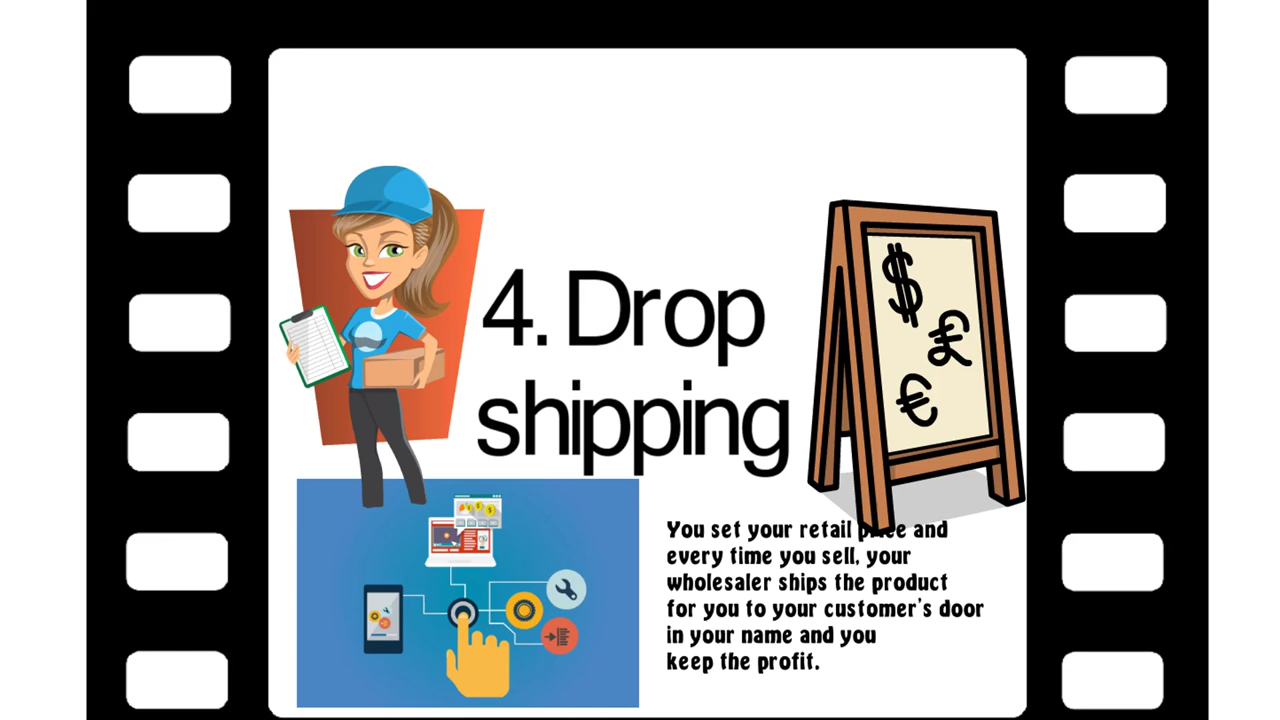 4. Drop
shipping
$
£
€
You set your retail price and
every time you sell, your
wholesaler ships the product
for you to your customer's door
in your name and you
keep the profit.